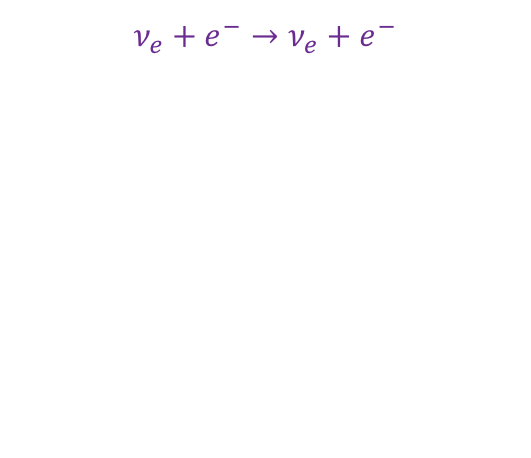 𝜈ₑ + 𝑒⁻ → 𝜈ₑ + 𝑒⁻